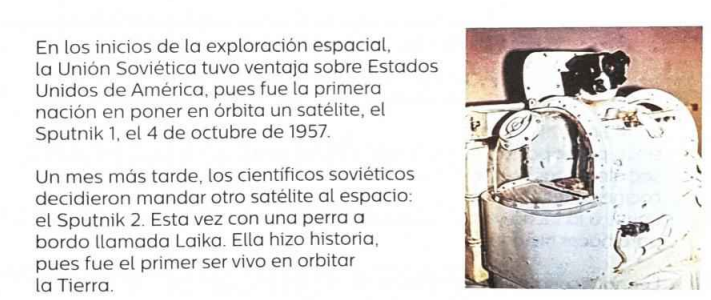 En los inicios de la exploración espacial,
la Unión Soviética tuvo ventaja sobre Estados
Unidos de América, pues fue la primera
nación en poner en órbita un satélite, el
Sputnik 1, el 4 de octubre de 1957.
Un mes más tarde, los científicos soviéticos
decidieron mandar otro satélite al espacio:
el Sputnik 2. Esta vez con una perra a
bordo llamada Laika. Ella hizo historia,
pues fue el primer ser vivo en orbitar
la Tierra.